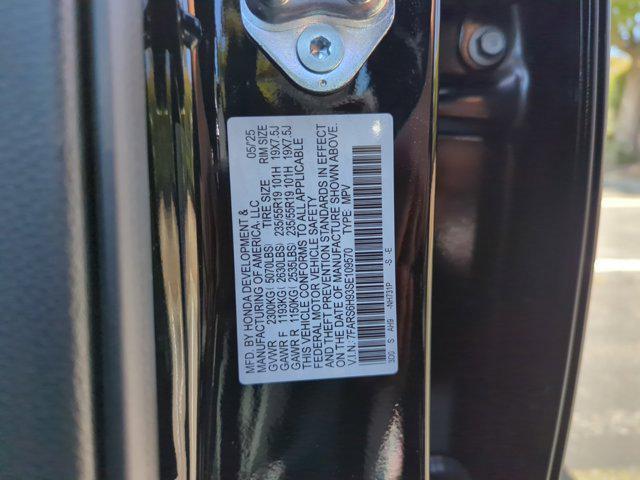 MFD. BY HONDA DEVELOPMENT & 05/25
MANUFACTURING OF AMERICA, LLC
TIRE SIZE RIM SIZE
GVWR 2300KG( 5070LBS)
GAWR F 1193KG( 2630LBS) 235/55R19 101H 19X7.5J
GAWR R 1150KG( 2535LBS) 235/55R19 101H 19X7.5J
THIS VEHICLE CONFORMS TO ALL APPLICABLE
FEDERAL MOTOR VEHICLE SAFETY
AND THEFT PREVENTION STANDARDS IN EFFECT
ON THE DATE OF MANUFACTURE SHOWN ABOVE.
V.I.N: 7FARS6H93SE109570 TYPE: MPV
S AH9 -NH731P -S -E